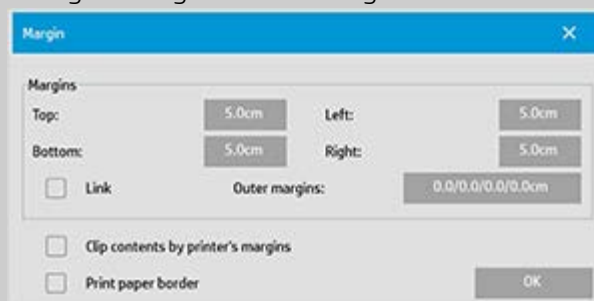 Margin
Margins
Top: 5.0cm Left: 5.0cm
Bottom: 5.0cm Right: 5.0cm
Link Outer margins: 0.0/0.0/0.0/0.0cm
Clip contents by printer's margins
Print paper border OK